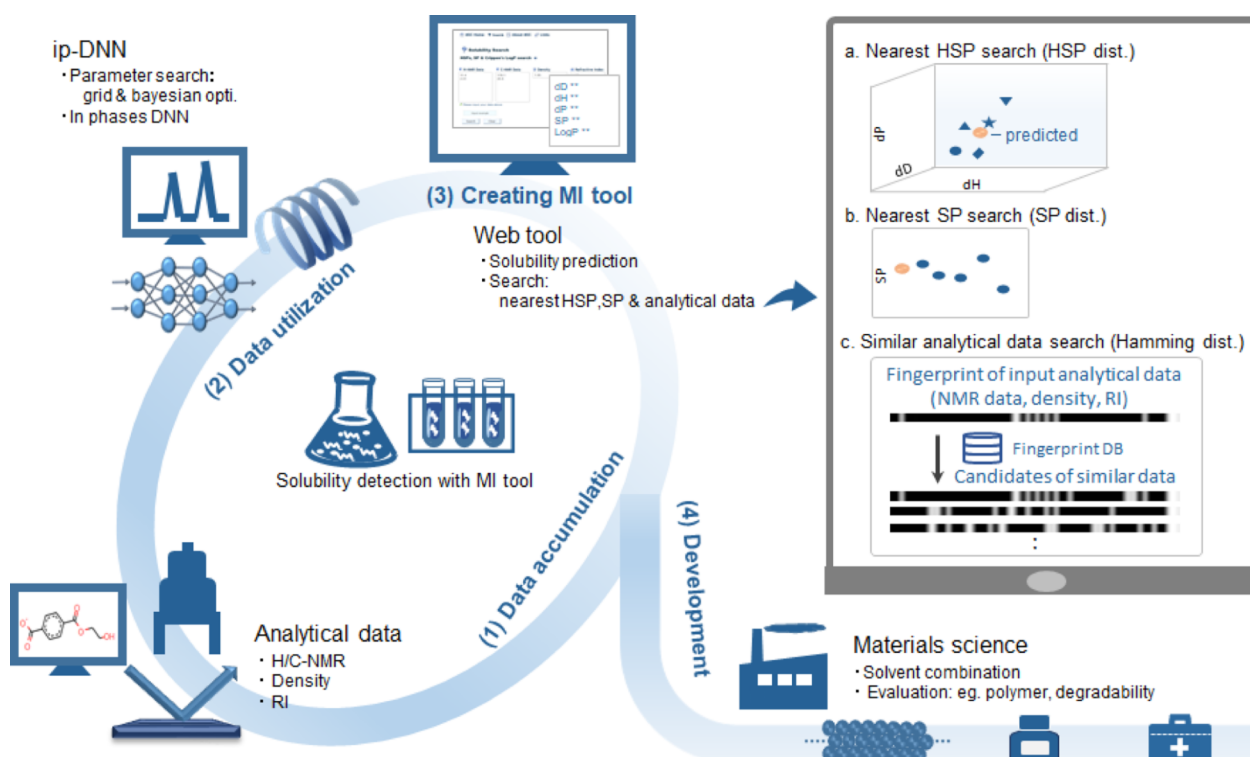 ip-DNN
・Parameter search:
grid & bayesian opti.
・In phases DNN
Solubility Search
dD **
dH **
dP **
SP **
LogP **
(3) Creating MI tool
Web tool
・Solubility prediction
・Search:
nearest HSP,SP & analytical data
(2) Data utilization
Solubility detection with MI tool
(1) Data accumulation
Analytical data
・H/C-NMR
・Density
・RI
O⁻
O
O
O
OH
(4) Development
a. Nearest HSP search (HSP dist.)
dP
dD
dH
predicted
b. Nearest SP search (SP dist.)
SP
c. Similar analytical data search (Hamming dist.)
Fingerprint of input analytical data
(NMR data, density, RI)
Fingerprint DB
Candidates of similar data
:
Materials science
・Solvent combination
・Evaluation: eg. polymer, degradability